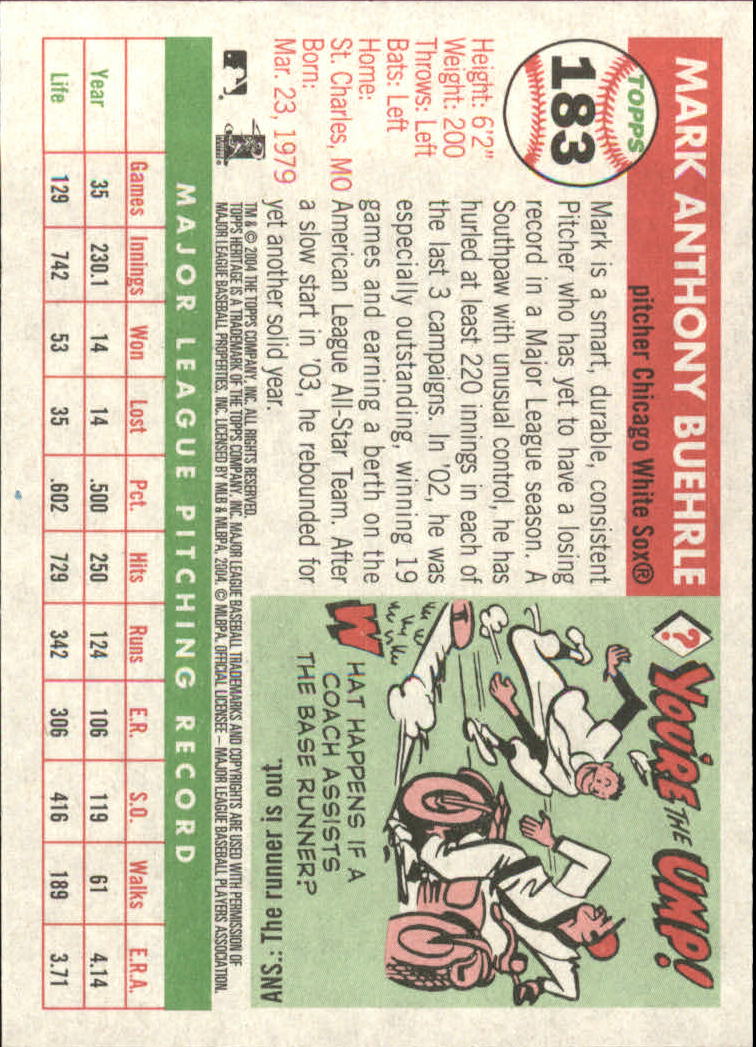 MARK ANTHONY BUEHRLE
pitcher Chicago White Sox®
TOPPS
183
Height: 6'2"
Weight: 200
Throws: Left
Bats: Left
Home:
St. Charles, MO
Born:
Mar. 23, 1979
Mark is a smart, durable, consistent
Pitcher who has yet to have a losing
record in a Major League season. A
Southpaw with unusual control, he has
hurled at least 220 innings in each of
the last 3 campaigns. In '02, he was
especially outstanding, winning 19
games and earning a berth on the
American League All-Star Team. After
a slow start in '03, he rebounded for
yet another solid year.
?
YOU'RE THE UMP!
WHAT HAPPENS IF A
COACH ASSISTS
THE BASE RUNNER?
ANS.: The runner is out.
TM & © 2004 THE TOPPS COMPANY, INC. ALL RIGHTS RESERVED.
TOPPS HERITAGE IS A TRADEMARK OF THE TOPPS COMPANY, INC. MAJOR LEAGUE BASEBALL TRADEMARKS AND COPYRIGHTS ARE USED WITH PERMISSION OF
MAJOR LEAGUE BASEBALL PROPERTIES, INC. LICENSED BY MLB & MLBPA, 2004. © MLBPA, OFFICIAL LICENSEE – MAJOR LEAGUE BASEBALL PLAYERS ASSOCIATION.
MAJOR LEAGUE PITCHING RECORD
Games Innings Won Lost Pct. Hits Runs E.R. S.O. Walks E.R.A.
Year 35 230.1 14 14 .500 250 124 106 119 61 4.14
Life 129 742 53 35 .602 729 342 306 416 189 3.71